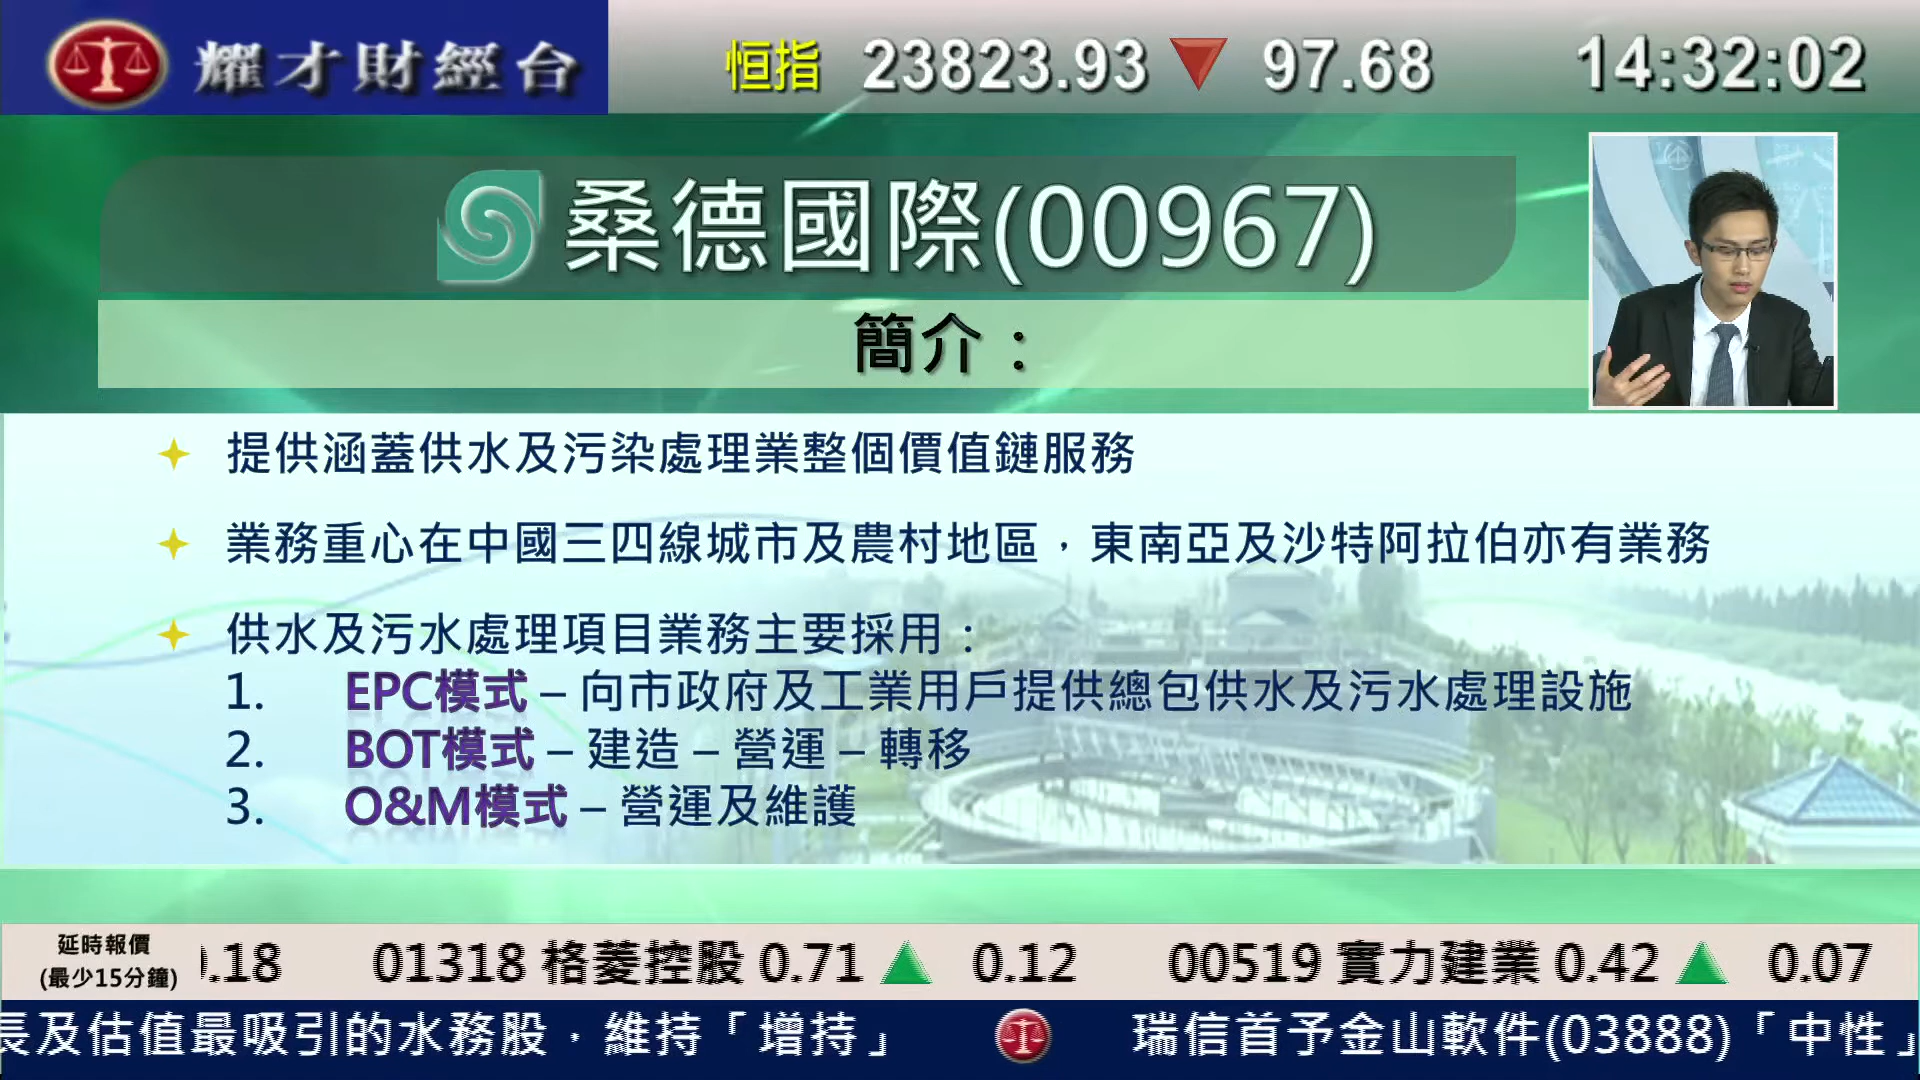 耀才財經台
恒指 23823.93 ▼ 97.68 14:32:02
桑德國際(00967)
簡介：
提供涵蓋供水及污染處理業整個價值鏈服務
業務重心在中國三四線城市及農村地區，東南亞及沙特阿拉伯亦有業務
供水及污水處理項目業務主要採用：
1. EPC模式 – 向市政府及工業用戶提供總包供水及污水處理設施
2. BOT模式 – 建造 – 營運 – 轉移
3. O&M模式 – 營運及維護
延時報價
(最少15分鐘)
.18 01318 格菱控股 0.71 ▲ 0.12 00519 實力建業 0.42 ▲ 0.07
長及估值最吸引的水務股，維持「增持」 瑞信首予金山軟件(03888)「中性」